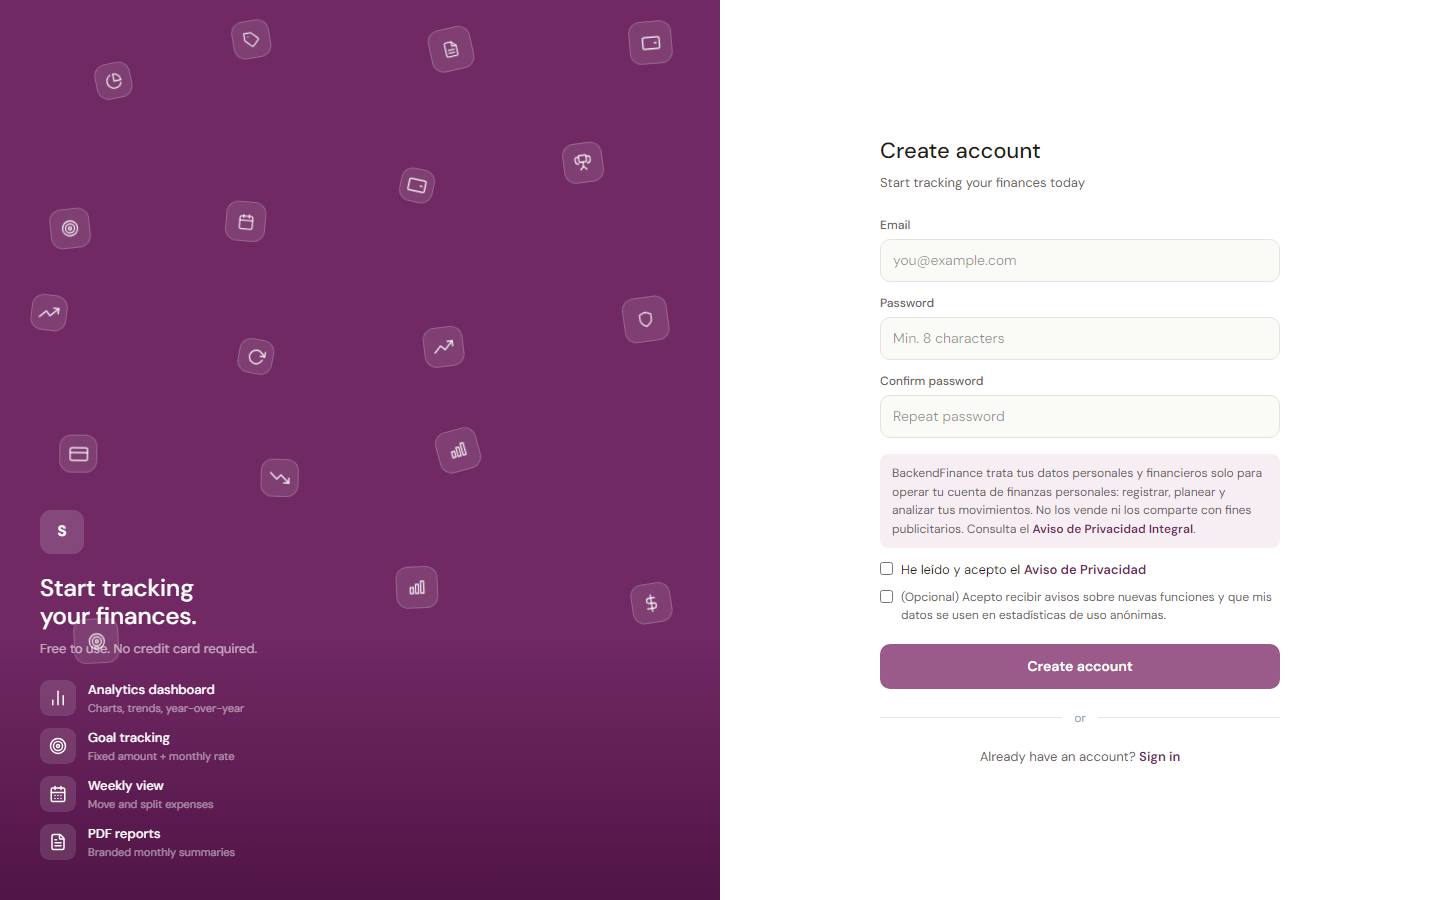 S
Start tracking
your finances.
Free to use. No credit card required.
Analytics dashboard
Charts, trends, year-over-year
Goal tracking
Fixed amount + monthly rate
Weekly view
Move and split expenses
PDF reports
Branded monthly summaries
Create account
Start tracking your finances today
Email
you@example.com
Password
Min. 8 characters
Confirm password
Repeat password
BackendFinance trata tus datos personales y financieros solo para
operar tu cuenta de finanzas personales: registrar, planear y
analizar tus movimientos. No los vende ni los comparte con fines
publicitarios. Consulta el Aviso de Privacidad Integral.
He leído y acepto el Aviso de Privacidad
(Opcional) Acepto recibir avisos sobre nuevas funciones y que mis
datos se usen en estadísticas de uso anónimas.
Create account
or
Already have an account? Sign in